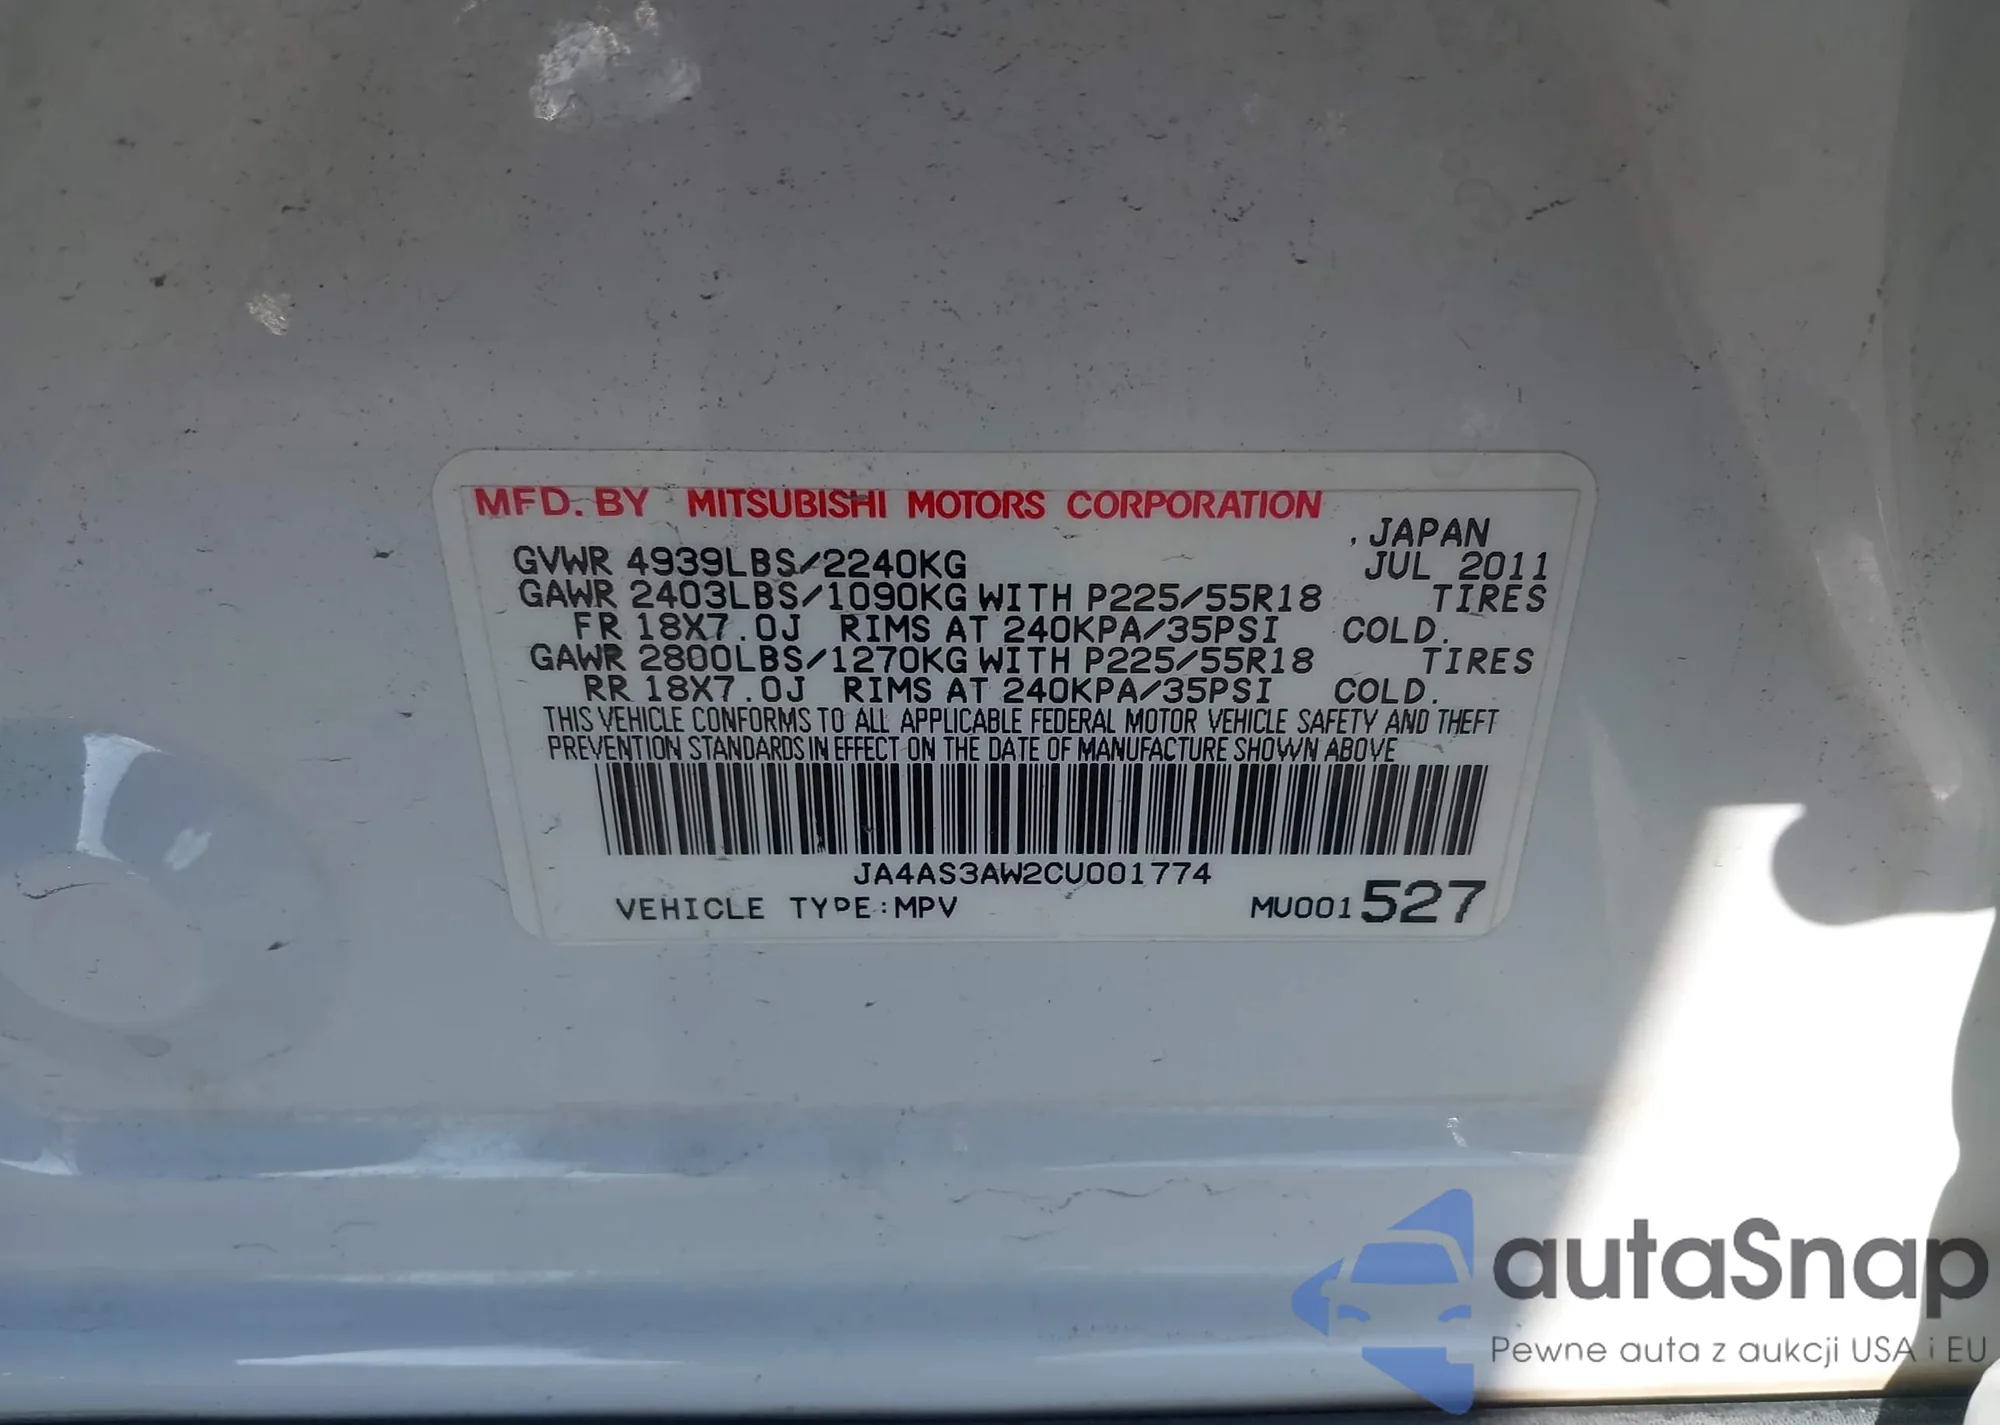 MFD. BY MITSUBISHI MOTORS CORPORATION
, JAPAN
GVWR 4939LBS/2240KG JUL 2011
GAWR 2403LBS/1090KG WITH P225/55R18 TIRES
FR 18X7.0J RIMS AT 240KPA/35PSI COLD.
GAWR 2800LBS/1270KG WITH P225/55R18 TIRES
RR 18X7.0J RIMS AT 240KPA/35PSI COLD.
THIS VEHICLE CONFORMS TO ALL APPLICABLE FEDERAL MOTOR VEHICLE SAFETY AND THEFT
PREVENTION STANDARDS IN EFFECT ON THE DATE OF MANUFACTURE SHOWN ABOVE
JA4AS3AW2CU001774
VEHICLE TYPE:MPV MU001527
autaSnap
Pewne auta z aukcji USA i EU